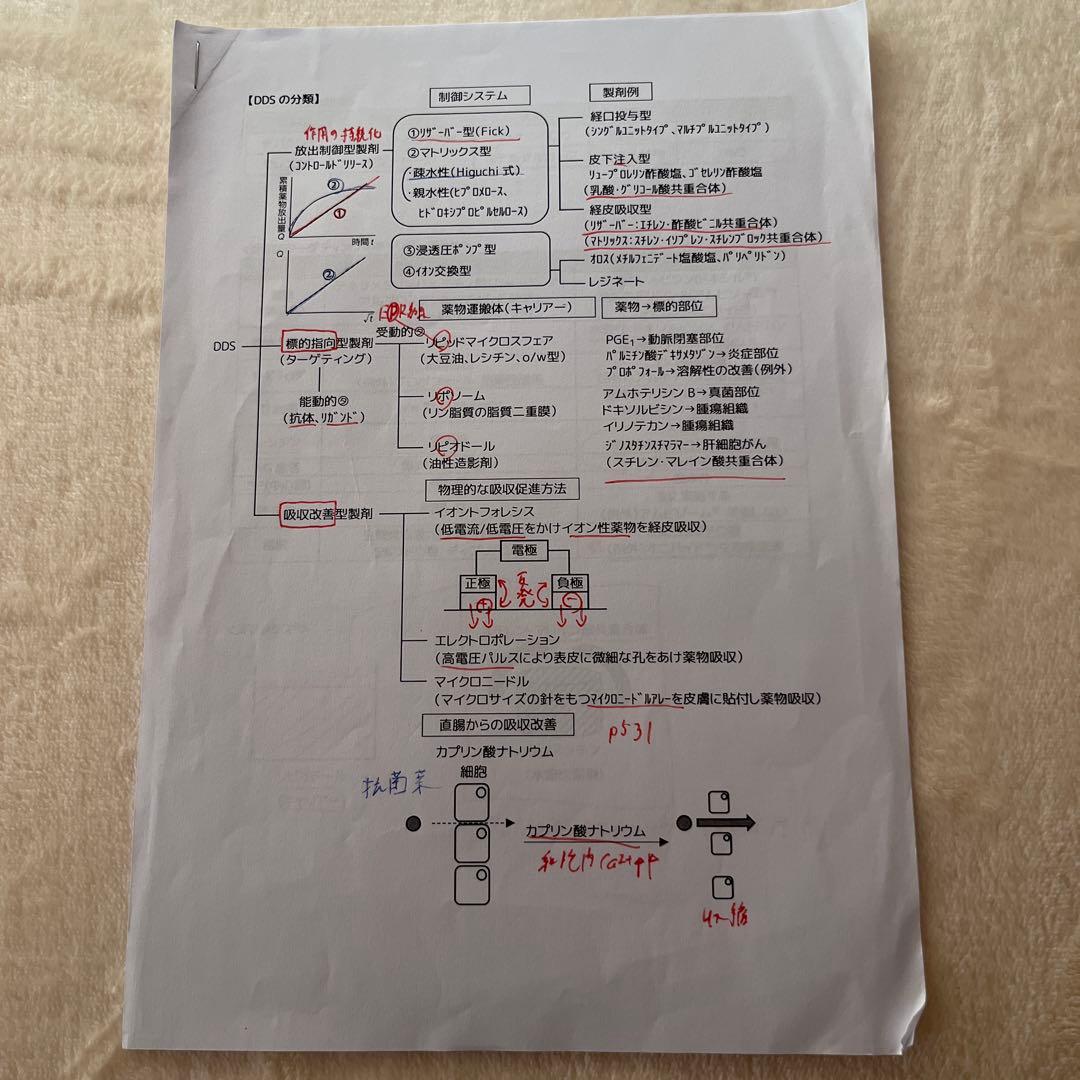 【DDSの分類】
制御システム
製剤例
作用の持続化
放出制御型製剤
(コントロールドリリース)
累積薬物放出量Q
②
①
時間t
Q
②
√t
①リザーバー型(Fick)
②マトリックス型
・疎水性(Higuchi式)
・親水性(ヒプロメロース、
ヒドロキシプロピルセルロース)
③浸透圧ポンプ型
④イオン交換型
経口投与型
(シングルユニットタイプ、マルチプルユニットタイプ)
皮下注入型
リュープロレリン酢酸塩、ゴセレリン酢酸塩
(乳酸・グリコール酸共重合体)
経皮吸収型
(リザーバー:エチレン・酢酸ビニル共重合体)
(マトリックス:スチレン・イソプレン・スチレンブロック共重合体)
オロス(メチルフェニデート塩酸塩、パリペリドン)
レジネート
薬物運搬体(キャリアー)
薬物→標的部位
DDS
標的指向型製剤
(ターゲティング)
受動的タ
能動的タ
(抗体、リガンド)
リピッドマイクロスフェア
(大豆油、レシチン、o/w型)
リポソーム
(リン脂質の脂質二重膜)
リピオドール
(油性造影剤)
PGE₁→動脈閉塞部位
パルミチン酸デキサメタゾン→炎症部位
プロポフォール→溶解性の改善(例外)
アムホテリシンB→真菌部位
ドキソルビシン→腫瘍組織
イリノテカン→腫瘍組織
ジノスタチンスチマラマー→肝細胞がん
(スチレン・マレイン酸共重合体)
物理的な吸収促進方法
吸収改善型製剤
イオントフォレシス
(低電流/低電圧をかけイオン性薬物を経皮吸収)
電極
正極
反発
負極
+
−
エレクトロポレーション
(高電圧パルスにより表皮に微細な孔をあけ薬物吸収)
マイクロニードル
(マイクロサイズの針をもつマイクロニードルアレーを皮膚に貼付し薬物吸収)
直腸からの吸収改善
p531
カプリン酸ナトリウム
細胞
抗菌薬
カプリン酸ナトリウム
細胞内Ca2+↑
収縮